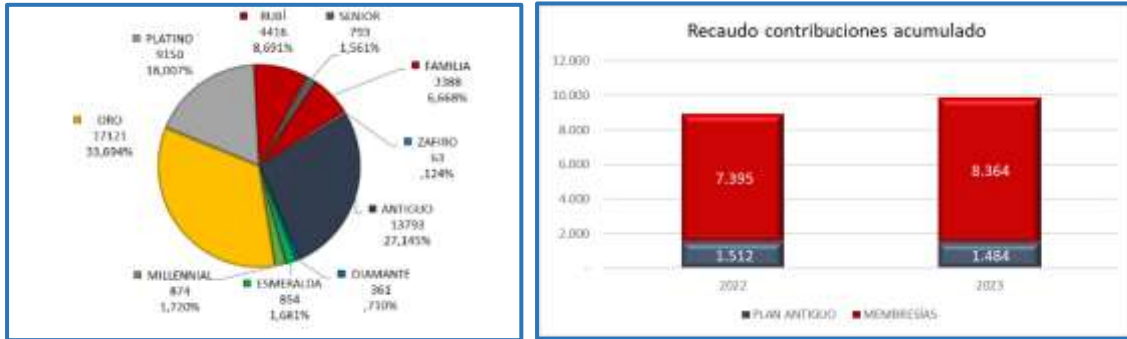 RUBÍ
4416
8,691%
SENIOR
793
1,561%
PLATINO
9150
18,007%
FAMILIA
3388
6,668%
ORO
17121
33,694%
ZAFIRO
63
,124%
ANTIGUO
13793
27,145%
MILLENNIAL
874
1,720%
ESMERALDA
854
1,681%
DIAMANTE
361
,710%
Recaudo contribuciones acumulado
12.000
10.000
8.000
6.000
4.000
2.000
-
7.395
8.364
1.512
1.484
2022
2023
PLAN ANTIGUO
MEMBRESÍAS